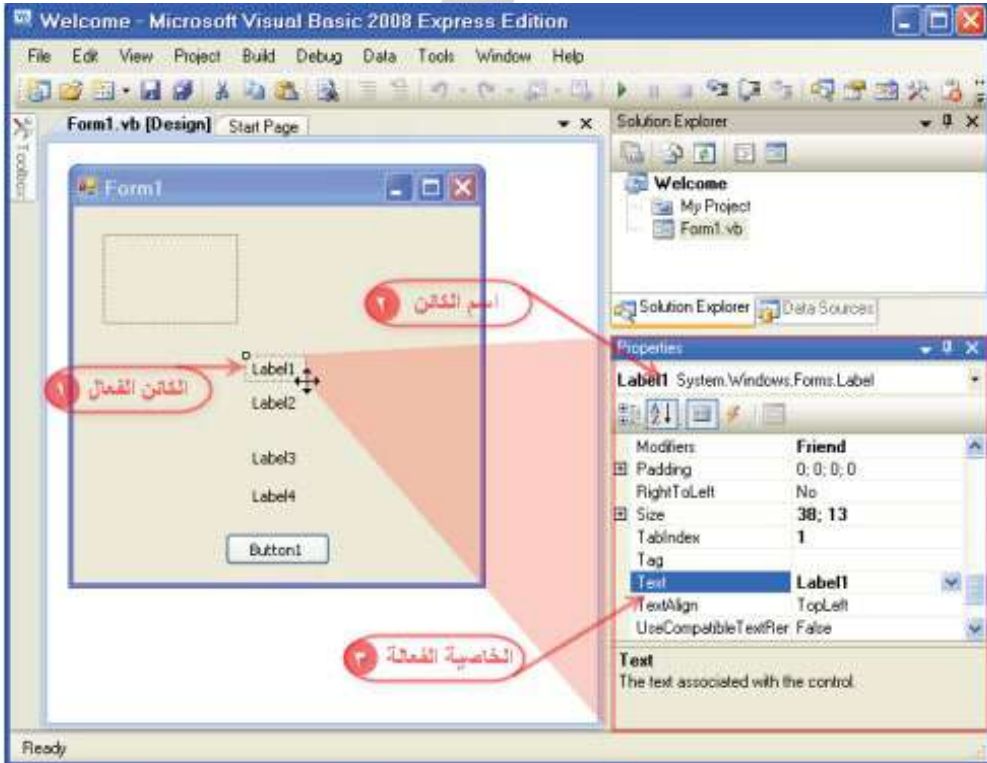 Welcome - Microsoft Visual Basic 2008 Express Edition
File Edit View Project Build Debug Data Tools Window Help
Toolbox
Form1.vb [Design] Start Page
Form1
Label1
Label2
Label3
Label4
Button1
الكائن الفعال ١
اسم الكائن ٢
الخاصية الفعالة ٣
Solution Explorer
Welcome
My Project
Form1.vb
Solution Explorer Data Sources
Properties
Label1 System.Windows.Forms.Label
Modifiers Friend
Padding 0; 0; 0; 0
RightToLeft No
Size 38; 13
TabIndex 1
Tag
Text Label1
TextAlign TopLeft
UseCompatibleTextRer False
Text
The text associated with the control.
Ready